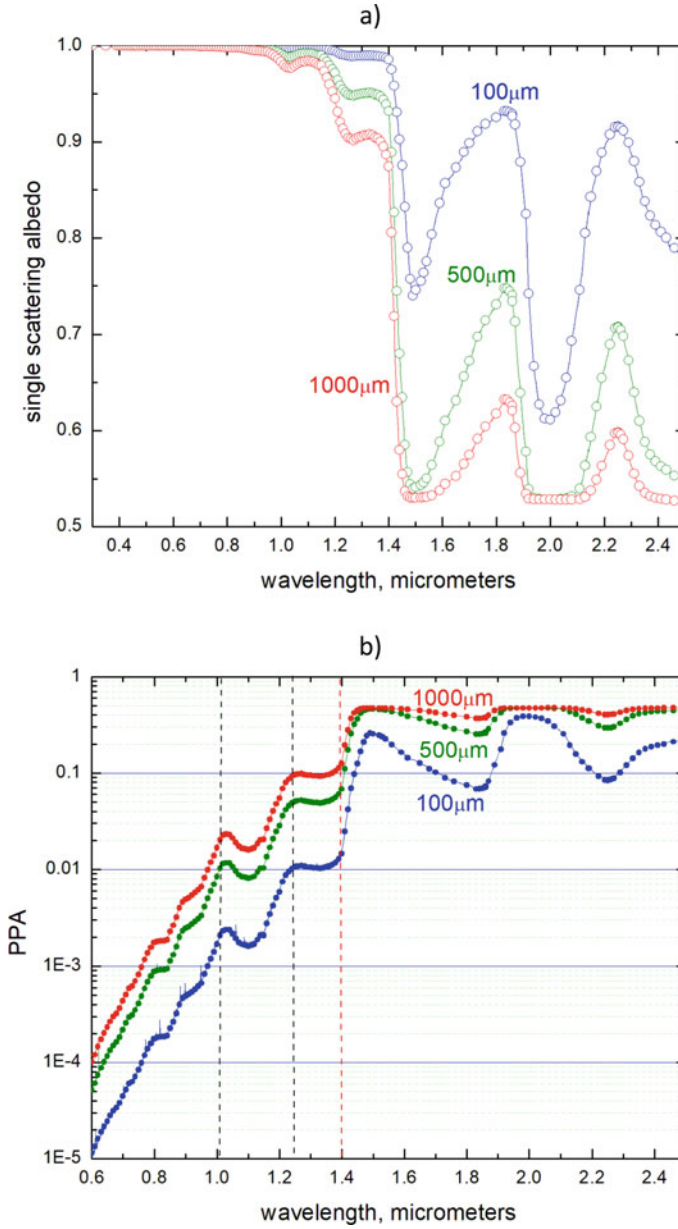 a)
1.0
0.9
0.8
0.7
0.6
0.5
single scattering albedo
100μm
500μm
1000μm
0.4 0.6 0.8 1.0 1.2 1.4 1.6 1.8 2.0 2.2 2.4
wavelength, micrometers
b)
1
0.1
0.01
1E-3
1E-4
1E-5
PPA
1000μm
500μm
100μm
0.6 0.8 1.0 1.2 1.4 1.6 1.8 2.0 2.2 2.4
wavelength, micrometers